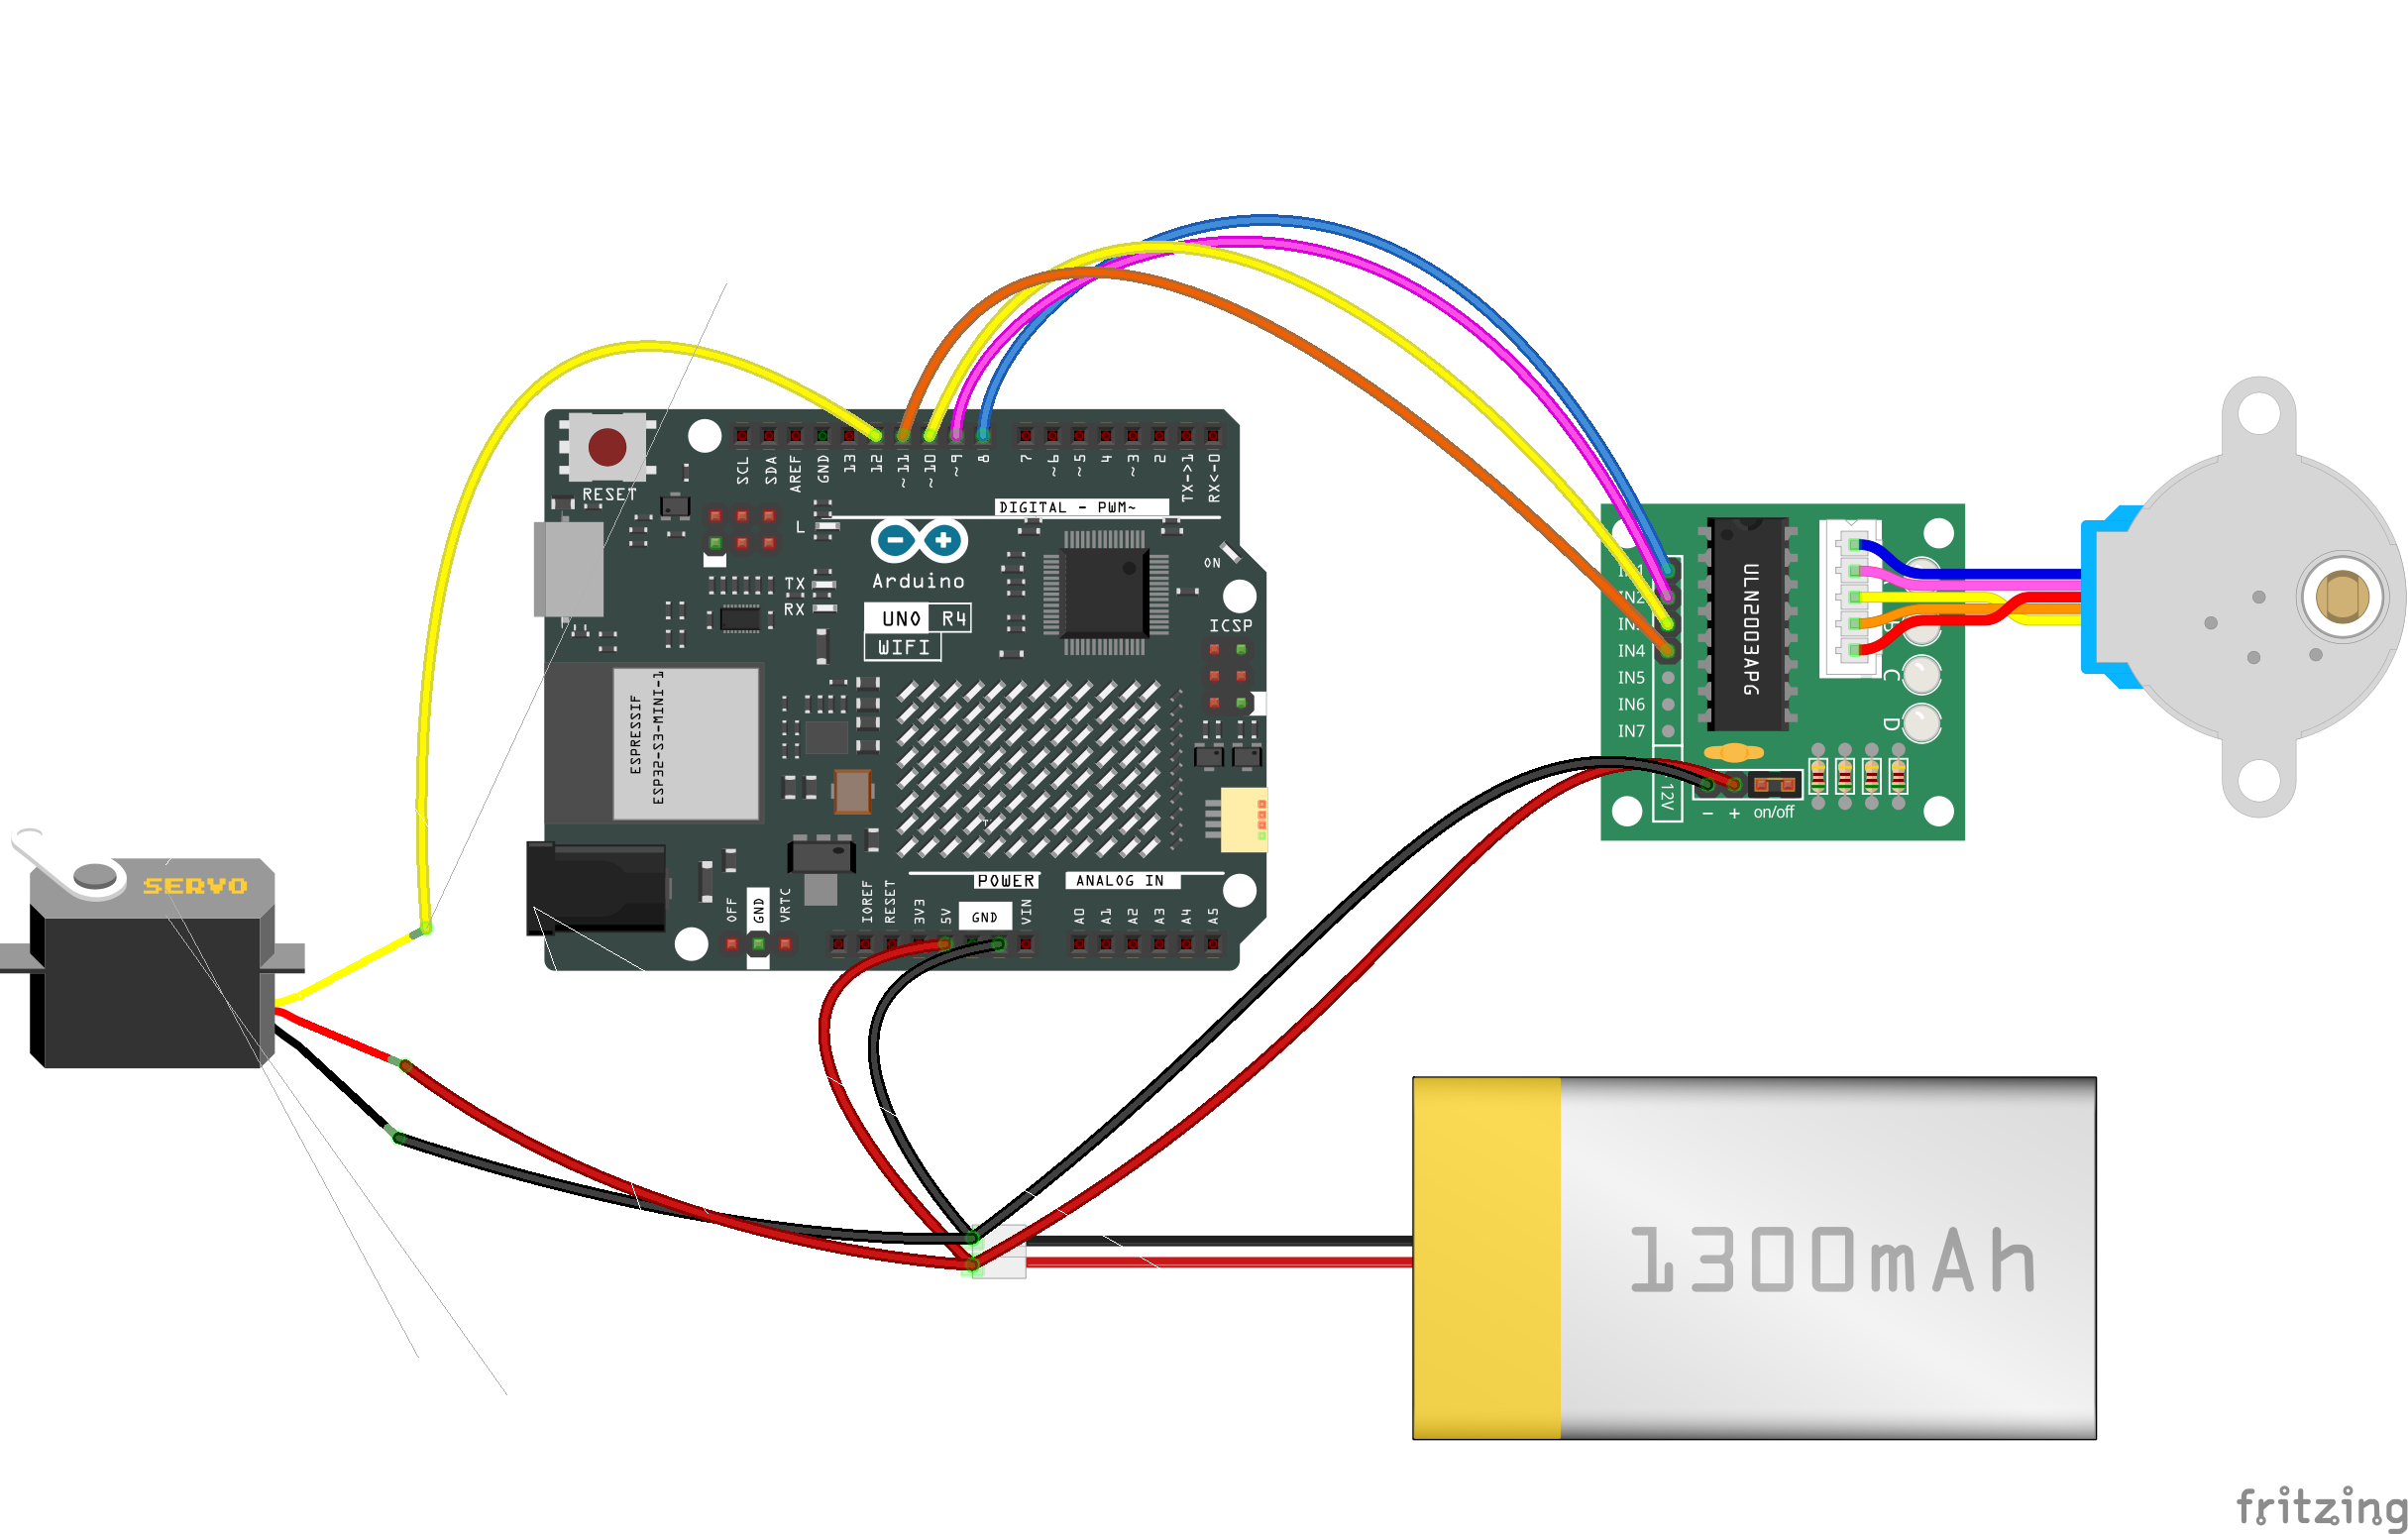 SCL
SDA
AREF
GND
13
12
~11
~10
~9
8
7
~6
~5
4
~3
2
TX->1
RX<-0
RESET
DIGITAL - PWM~
L
Arduino
ON
TX
RX
UNO R4
WIFI
ICSP
ESPRESSIF
ESP32-S3-MINI-1
POWER
ANALOG IN
OFF
GND
VRTC
IOREF
RESET
3V3
5V
GND
VIN
A0
A1
A2
A3
A4
A5
SERVO
IN1
IN2
IN3
IN4
IN5
IN6
IN7
ULN2003APG
C
D
12V
- + on/off
1300mAh
fritzing